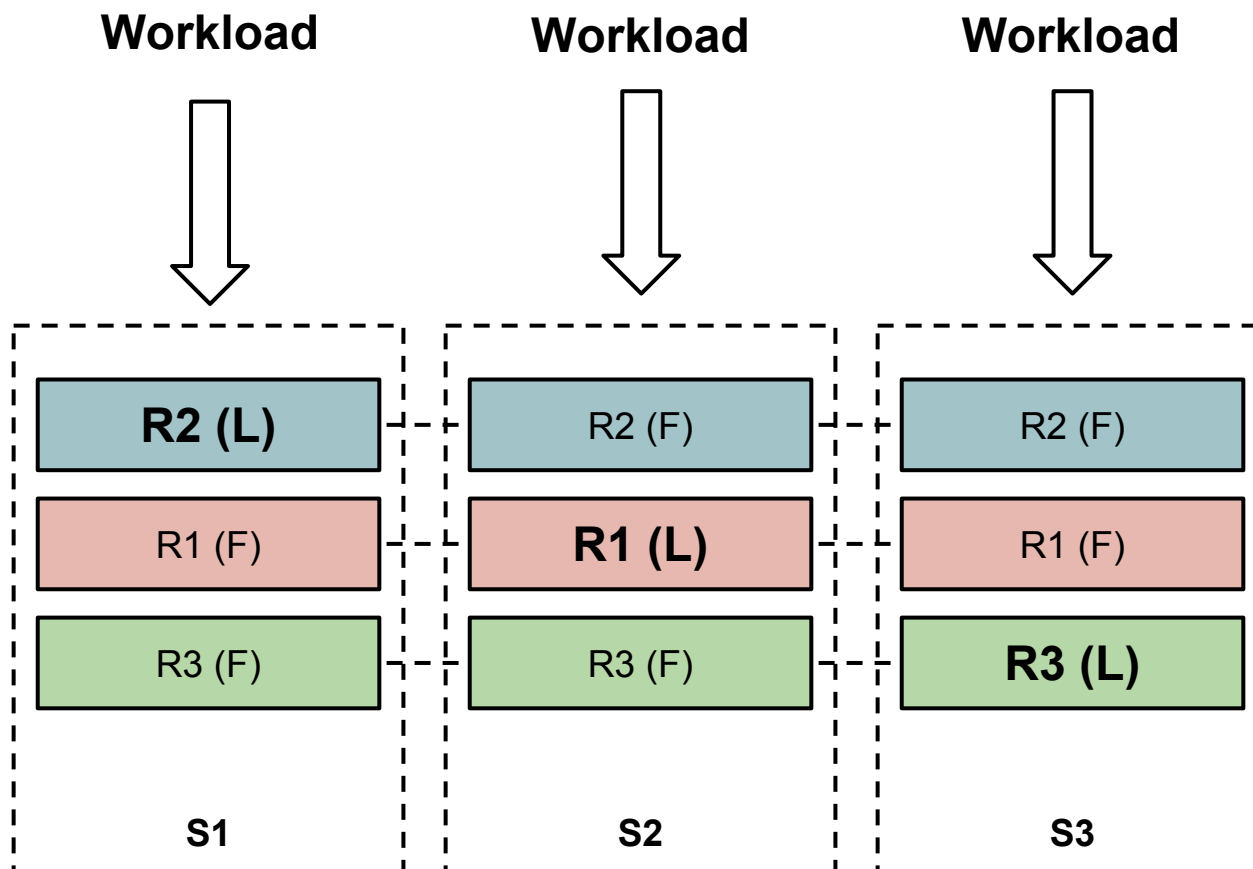 Workload
Workload
Workload
R2 (L)
R2 (F)
R2 (F)
R1 (F)
R1 (L)
R1 (F)
R3 (F)
R3 (F)
R3 (L)
S1
S2
S3